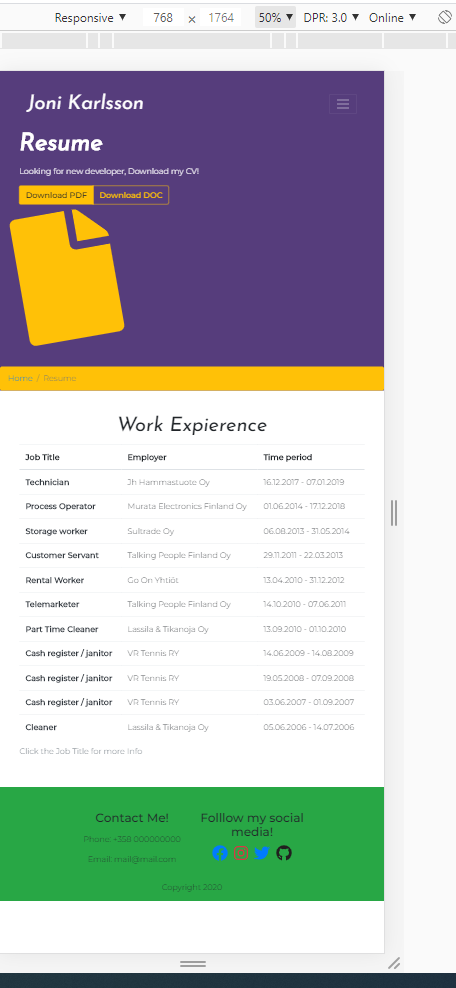 Responsive ▼ 768 × 1764 50% ▼ DPR: 3.0 ▼ Online ▼
Joni Karlsson
Resume
Looking for new developer, Download my CV!
Download PDF Download DOC
Home / Resume
Work Expierence
Job Title Employer Time period
Technician Jh Hammastuote Oy 16.12.2017 - 07.01.2019
Process Operator Murata Electronics Finland Oy 01.06.2014 - 17.12.2018
Storage worker Sultrade Oy 06.08.2013 - 31.05.2014
Customer Servant Talking People Finland Oy 29.11.2011 - 22.03.2013
Rental Worker Go On Yhtiöt 13.04.2010 - 31.12.2012
Telemarketer Talking People Finland Oy 14.10.2010 - 07.06.2011
Part Time Cleaner Lassila & Tikanoja Oy 13.09.2010 - 01.10.2010
Cash register / janitor VR Tennis RY 14.06.2009 - 14.08.2009
Cash register / janitor VR Tennis RY 19.05.2008 - 07.09.2008
Cash register / janitor VR Tennis RY 03.06.2007 - 01.09.2007
Cleaner Lassila & Tikanoja Oy 05.06.2006 - 14.07.2006
Click the Job Title for more Info
Contact Me!
Phone: +358 000000000
Email: mail@mail.com
Folllow my social
media!
Copyright 2020